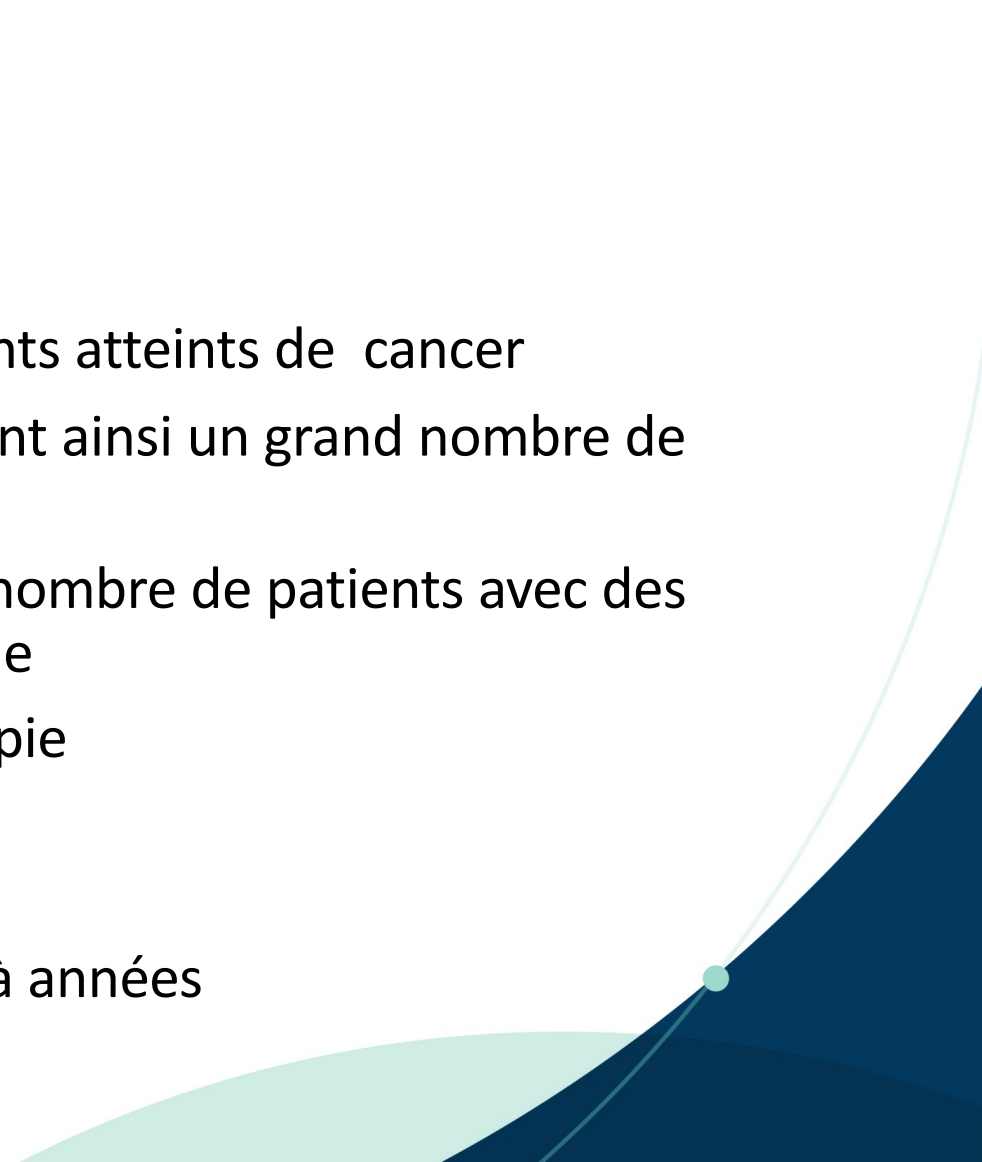 nts atteints de  cancer
nt ainsi un grand nombre de
nombre de patients avec des
e
pie
à années